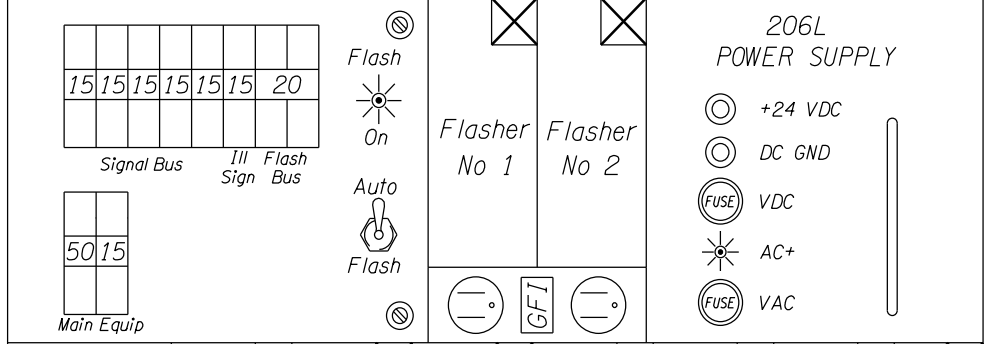 15 15 15 15 15 15 20
Signal Bus
Ill
Sign
Flash
Bus
50 15
Main Equip
Flash
On
Auto
Flash
Flasher
No 1
Flasher
No 2
GFI
206L
POWER SUPPLY
+24 VDC
DC GND
FUSE VDC
AC+
FUSE VAC